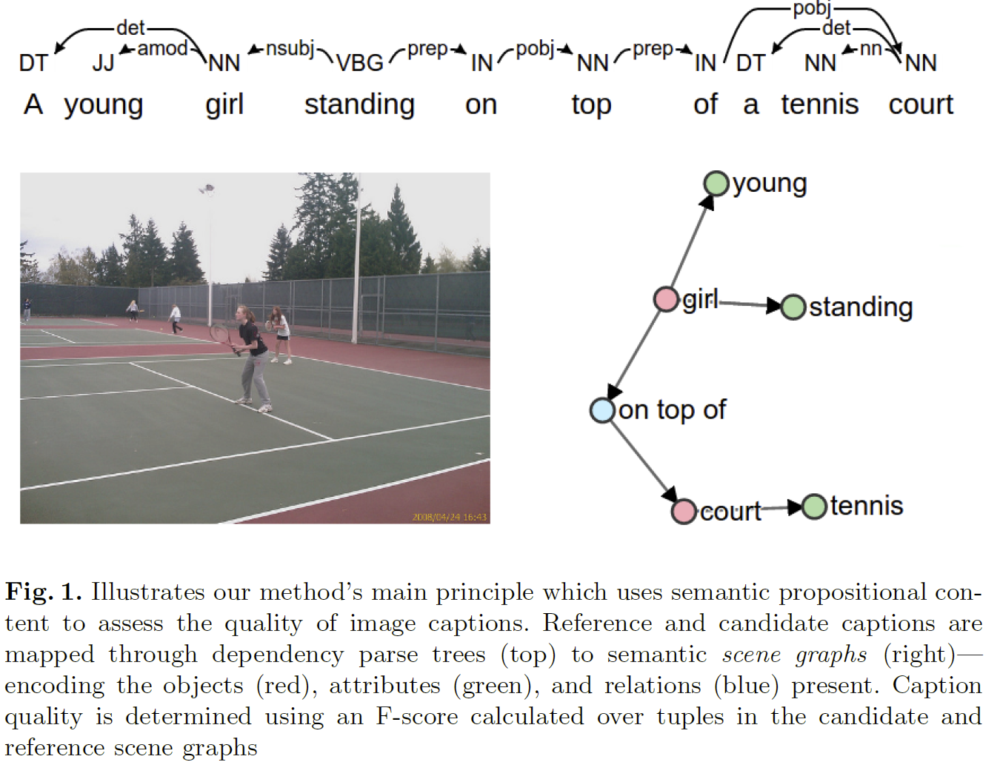 pobj
det det
amod nsubj prep pobj prep nn
DT JJ NN VBG IN NN IN DT NN NN
A young girl standing on top of a tennis court
young
girl standing
on top of
court tennis
2008/04/24 16:43
Fig. 1. Illustrates our method's main principle which uses semantic propositional con-
tent to assess the quality of image captions. Reference and candidate captions are
mapped through dependency parse trees (top) to semantic scene graphs (right)—
encoding the objects (red), attributes (green), and relations (blue) present. Caption
quality is determined using an F-score calculated over tuples in the candidate and
reference scene graphs